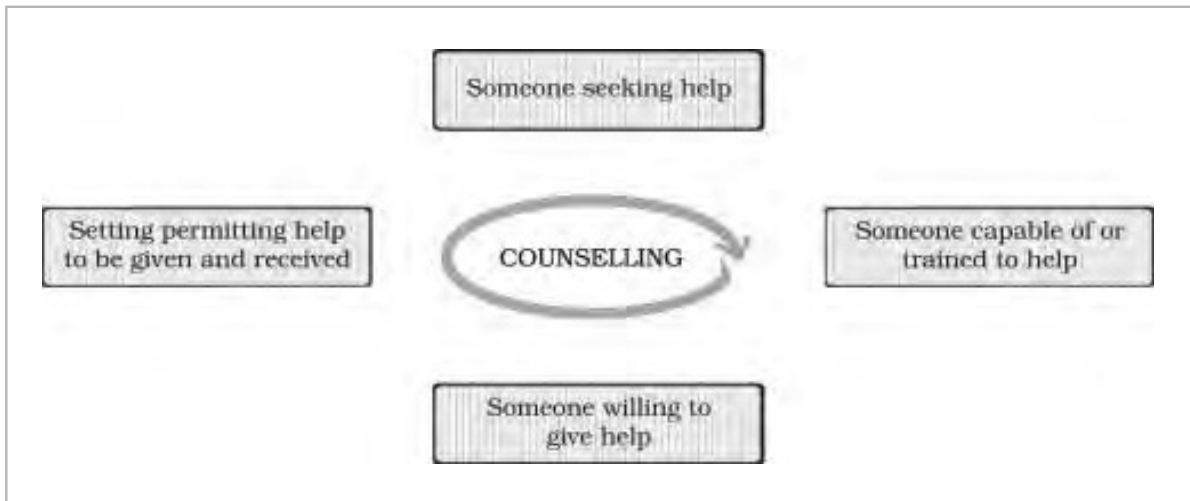 Someone seeking help
Setting permitting help
to be given and received
COUNSELLING
Someone capable of or
trained to help
Someone willing to
give help